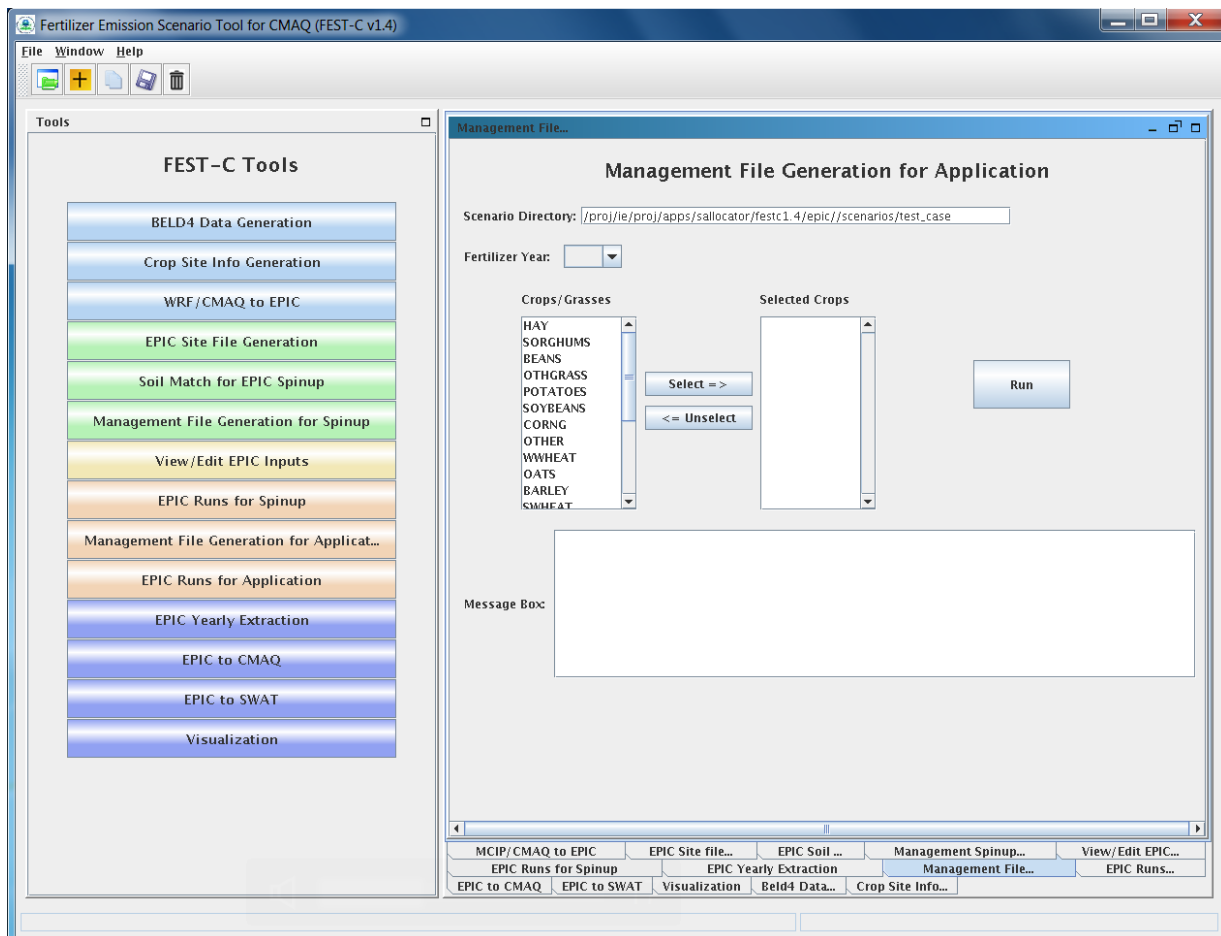 Fertilizer Emission Scenario Tool for CMAQ (FEST-C v1.4)
File Window Help
Tools
FEST-C Tools
BELD4 Data Generation
Crop Site Info Generation
WRF/CMAQ to EPIC
EPIC Site File Generation
Soil Match for EPIC Spinup
Management File Generation for Spinup
View/Edit EPIC Inputs
EPIC Runs for Spinup
Management File Generation for Applicat...
EPIC Runs for Application
EPIC Yearly Extraction
EPIC to CMAQ
EPIC to SWAT
Visualization
Management File...
Management File Generation for Application
Scenario Directory: /proj/ie/proj/apps/sallocator/festc1.4/epic//scenarios/test_case
Fertilizer Year:
Crops/Grasses
HAY
SORGHUMS
BEANS
OTHGRASS
POTATOES
SOYBEANS
CORNG
OTHER
WWHEAT
OATS
BARLEY
SWHEAT
Select =>
<= Unselect
Selected Crops
Run
Message Box:
MCIP/CMAQ to EPIC EPIC Site file... EPIC Soil ... Management Spinup... View/Edit EPIC...
EPIC Runs for Spinup EPIC Yearly Extraction Management File... EPIC Runs...
EPIC to CMAQ EPIC to SWAT Visualization Beld4 Data... Crop Site Info...